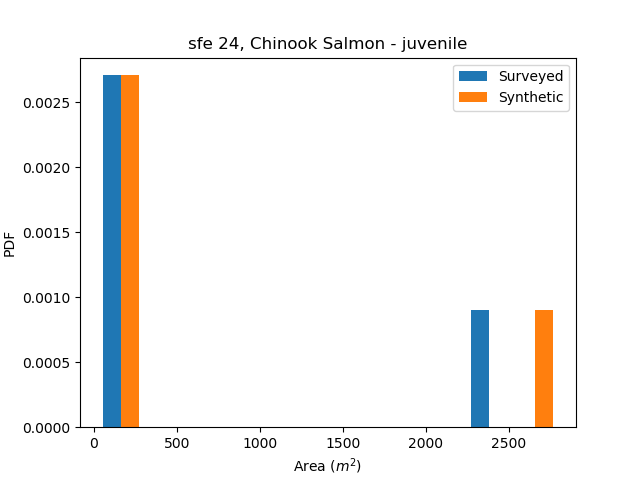 sfe 24, Chinook Salmon - juvenile
Surveyed
Synthetic
0.0025
0.0020
0.0015
0.0010
0.0005
0.0000
PDF
0 500 1000 1500 2000 2500
Area (m²)